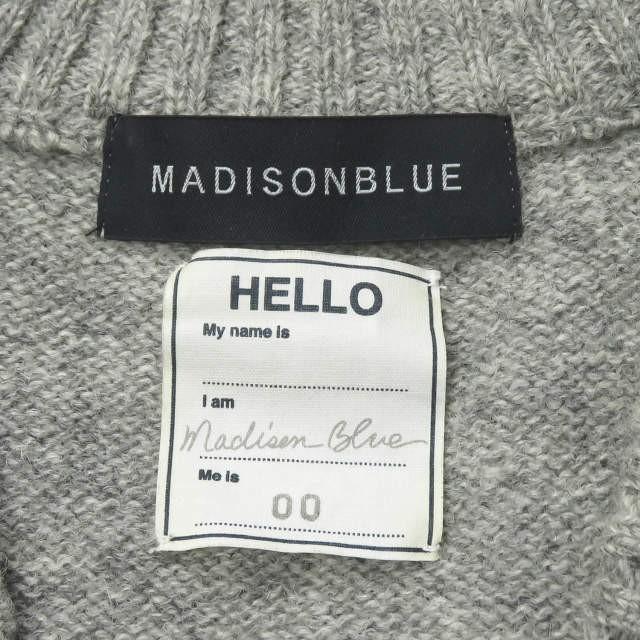 MADISONBLUE
HELLO
My name is
I am
Madison Blue
Me is
00